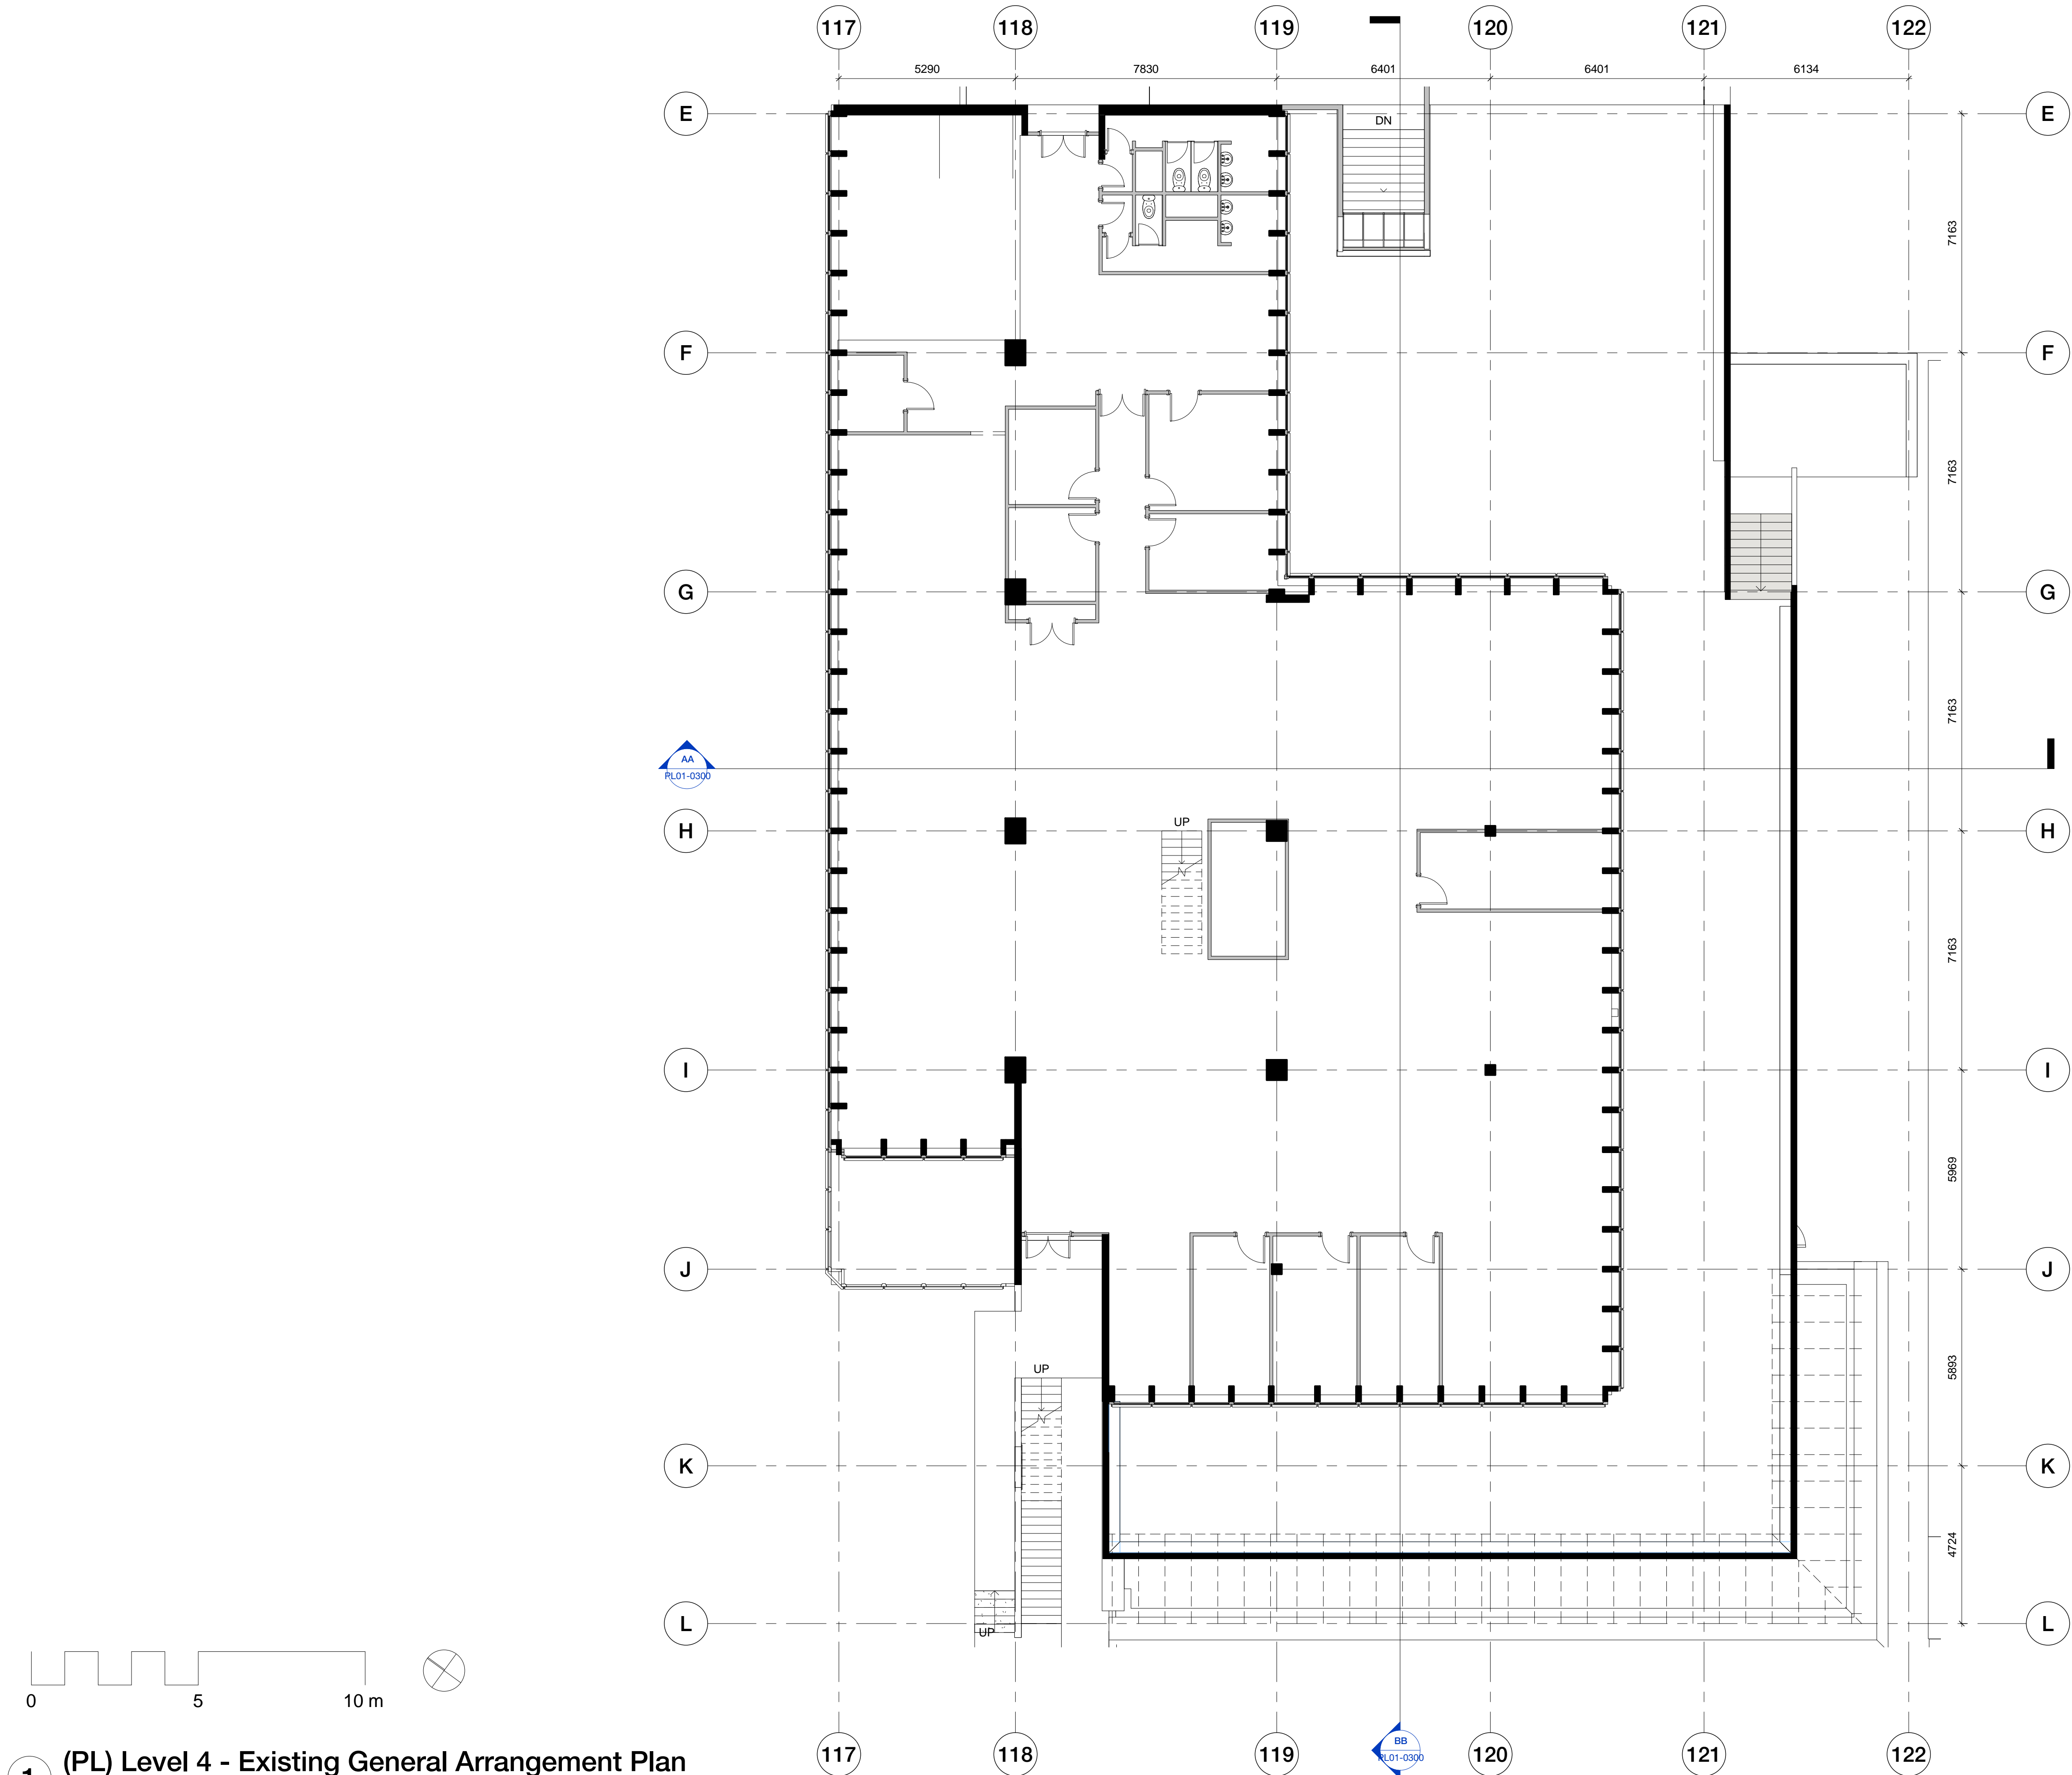 117 118 119 120 121 122
5290 7830 6401 6401 6134
E E
DN
7163
F F
7163
G G
7163
AA
PL01-0300
H H
UP
7163
I I
5969
J J
UP
5893
K K
4724
L L
UP
0 5 10 m
117 118 119 BB 120 121 122
PL01-0300
1 (PL) Level 4 - Existing General Arrangement Plan